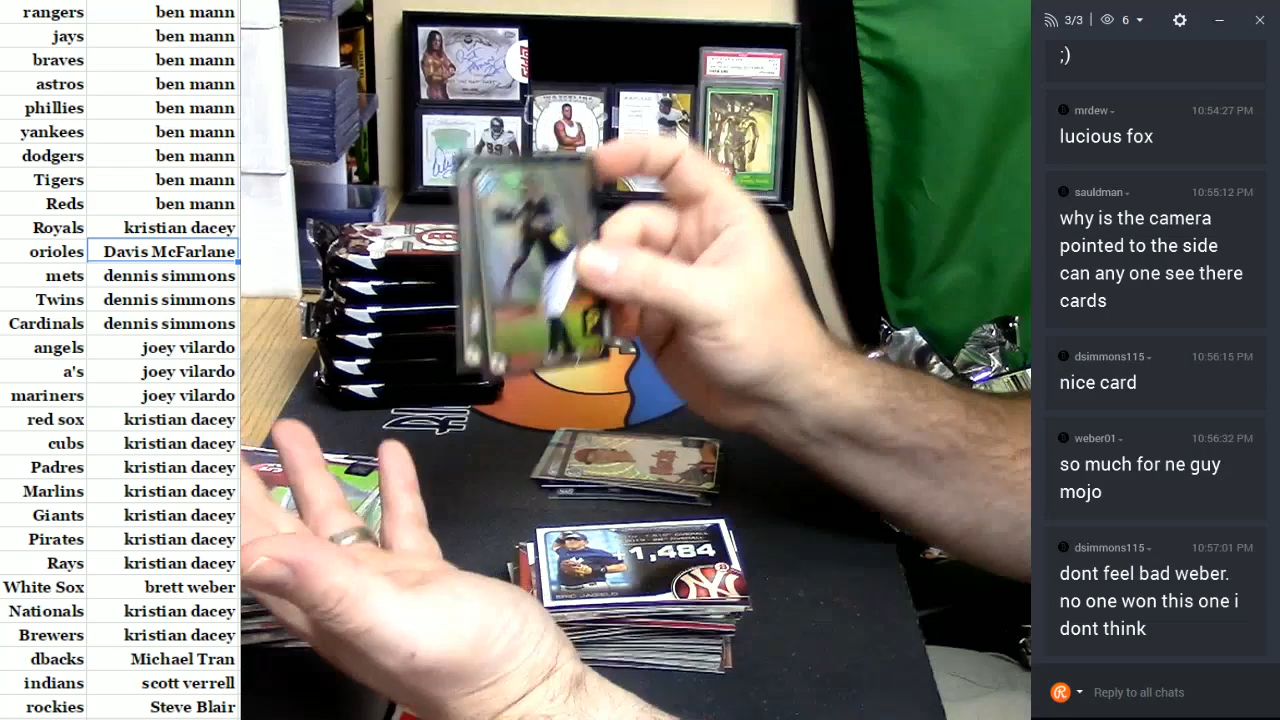 rangers ben mann
jays ben mann
braves ben mann
astros ben mann
phillies ben mann
yankees ben mann
dodgers ben mann
Tigers ben mann
Reds ben mann
Royals kristian dacey
orioles Davis McFarlane
mets dennis simmons
Twins dennis simmons
Cardinals dennis simmons
angels joey vilardo
a's joey vilardo
mariners joey vilardo
red sox kristian dacey
cubs kristian dacey
Padres kristian dacey
Marlins kristian dacey
Giants kristian dacey
Pirates kristian dacey
Rays kristian dacey
White Sox brett weber
Nationals kristian dacey
Brewers kristian dacey
dbacks Michael Tran
indians scott verrell
rockies Steve Blair
89
+1,484
3/3 6
;)
mrdew 10:54:27 PM
lucious fox
sauldman 10:55:12 PM
why is the camera
pointed to the side
can any one see there
cards
dsimmons115 10:56:15 PM
nice card
weber01 10:56:32 PM
so much for ne guy
mojo
dsimmons115 10:57:01 PM
dont feel bad weber.
no one won this one i
dont think
Reply to all chats